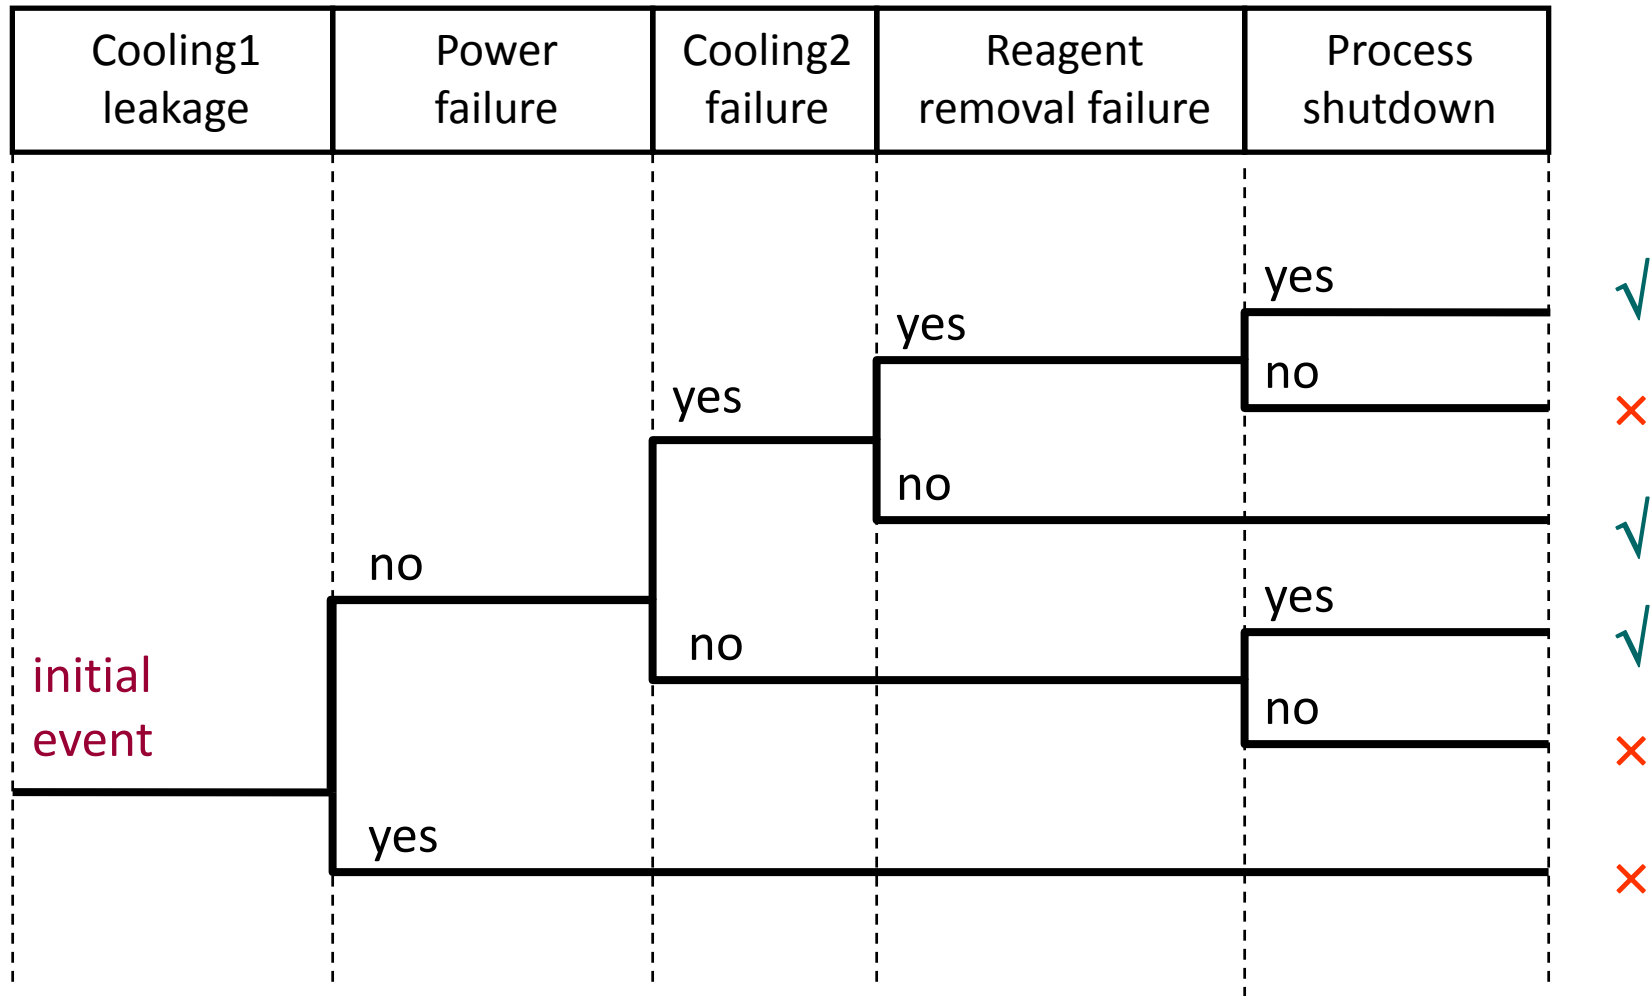 Cooling1
leakage
Power
failure
Cooling2
failure
Reagent
removal failure
Process
shutdown
yes
√
yes
no
×
yes
no
√
no
yes
√
no
initial
event
no
×
yes
×